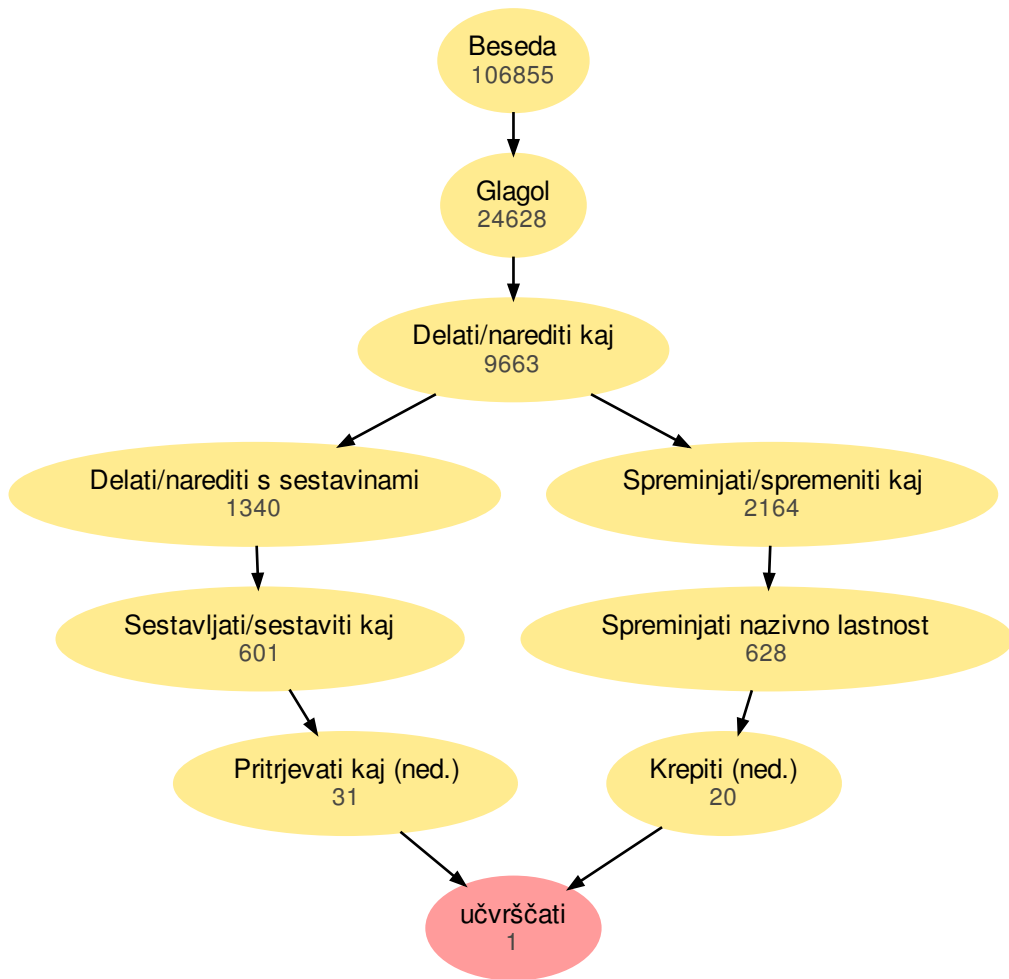 Beseda
106855
Glagol
24628
Delati/narediti kaj
9663
Delati/narediti s sestavinami
1340
Spreminjati/spremeniti kaj
2164
Sestavljati/sestaviti kaj
601
Spreminjati nazivno lastnost
628
Pritrjevati kaj (ned.)
31
Krepiti (ned.)
20
učvrščati
1